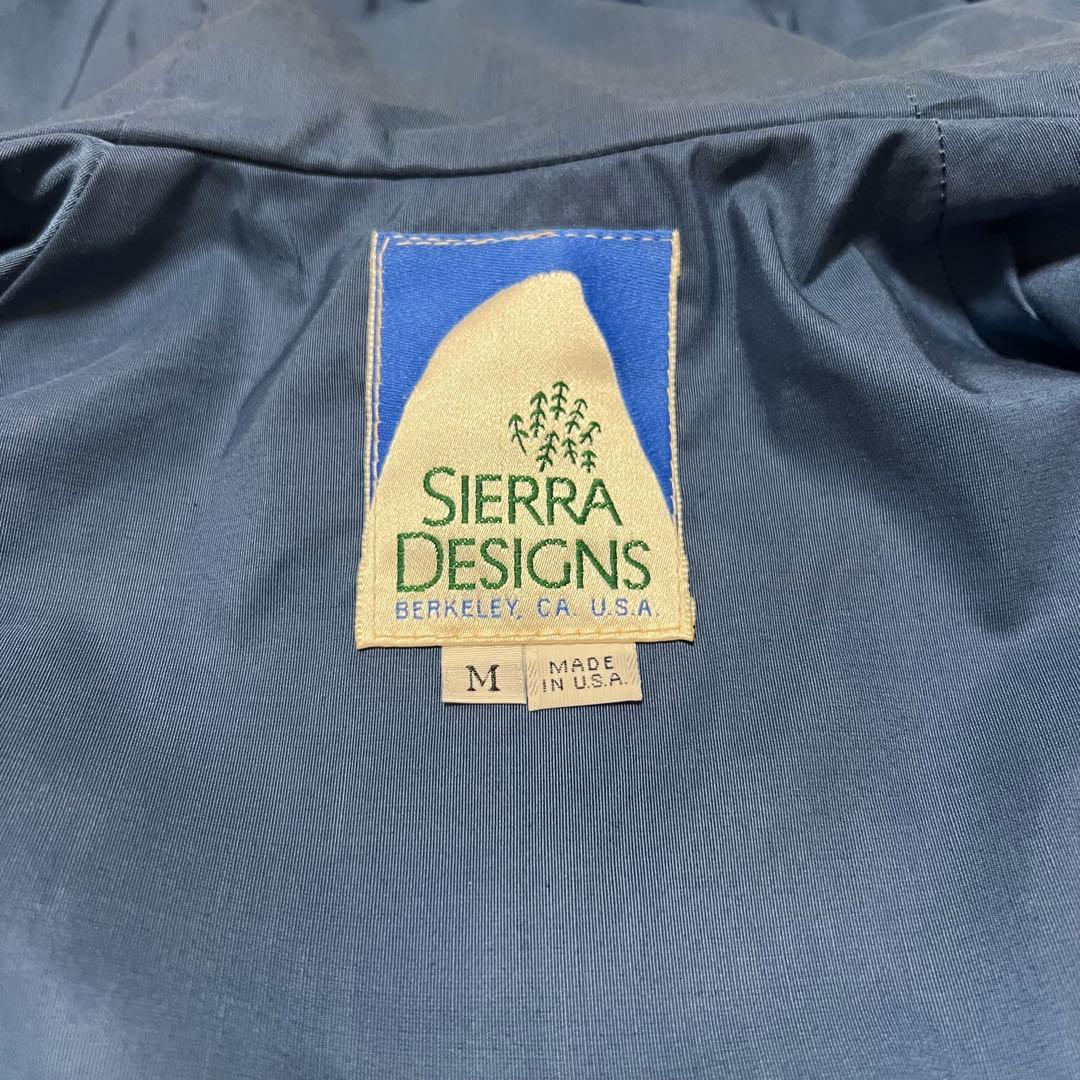 SIERRA
DESIGNS
BERKELEY, CA. U.S.A.
M
MADE
IN U.S.A.